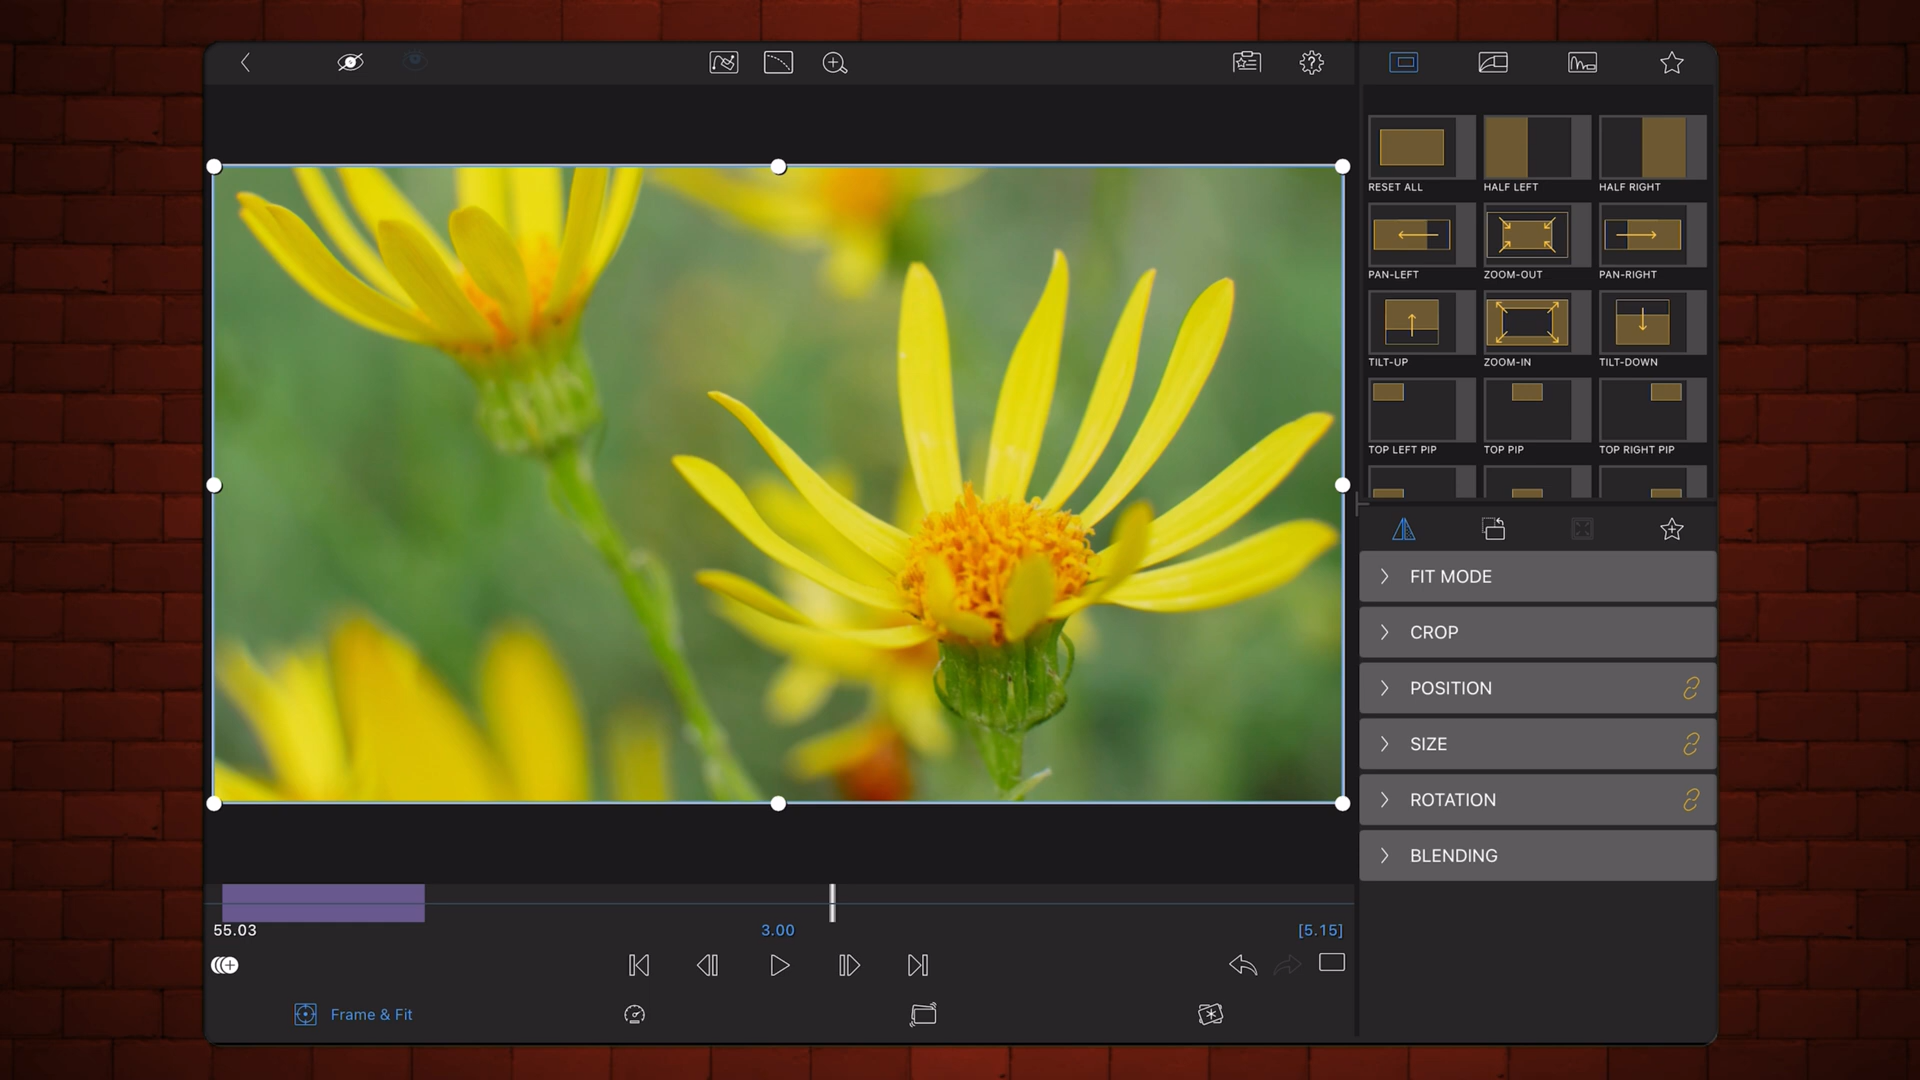 RESET ALL
HALF LEFT
HALF RIGHT
PAN-LEFT
ZOOM-OUT
PAN-RIGHT
TILT-UP
ZOOM-IN
TILT-DOWN
TOP LEFT PIP
TOP PIP
TOP RIGHT PIP
FIT MODE
CROP
POSITION
SIZE
ROTATION
BLENDING
55.03
3.00
[5.15]
Frame & Fit